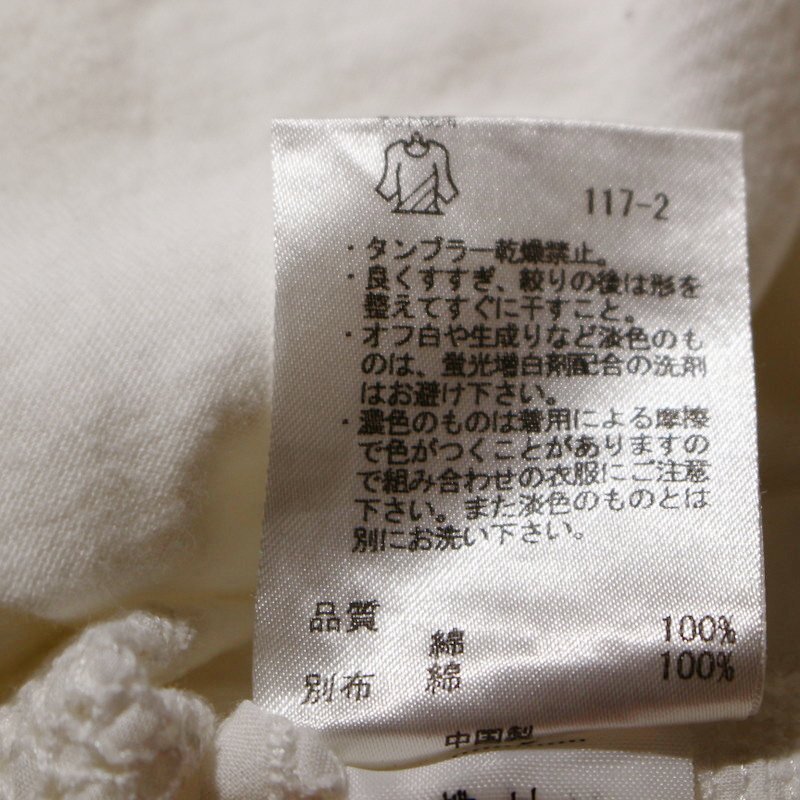 117-2
・タンブラー乾燥禁止。
・良くすすぎ、絞りの後は形を
整えてすぐに干すこと。
・オフ白や生成りなど淡色のも
のは、蛍光増白剤配合の洗剤
はお避け下さい。
・濃色のものは着用による摩擦
で色がつくことがありますの
で組み合わせの衣服にご注意
下さい。また淡色のものとは
別にお洗い下さい。
品質 綿 100%
別布 綿 100%
中国製